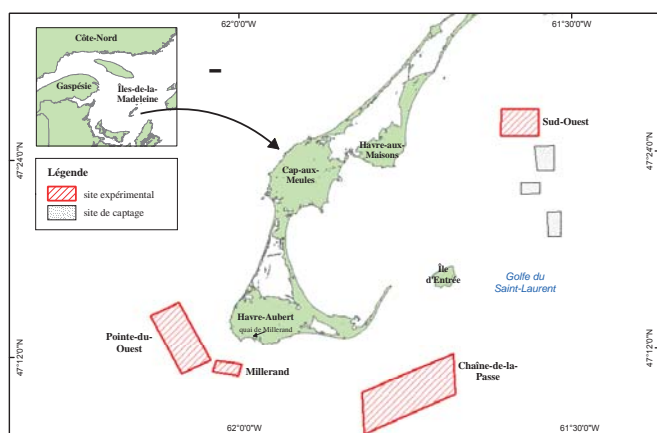 62°0'0"W
61°30'0"W
Côte-Nord
Gaspésie
Îles-de-la-
Madeleine
47°24'0"N
47°24'0"N
Légende
site expérimental
site de captage
Sud-Ouest
Havre-aux-
Maisons
Cap-aux-
Meules
Île
d'Entrée
Golfe du
Saint-Laurent
Havre-Aubert
quai de Millerand
Pointe-du-
Ouest
Millerand
Chaîne-de-la-
Passe
47°12'0"N
47°12'0"N
62°0'0"W
61°30'0"W